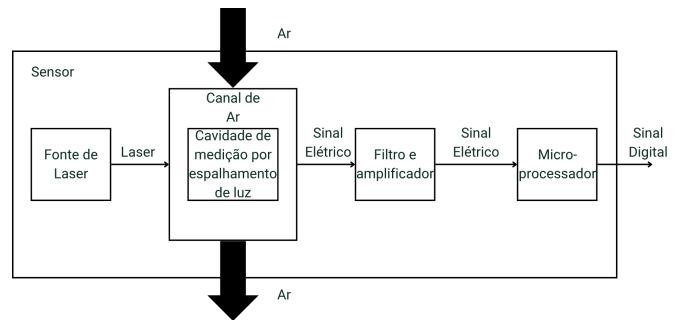 Ar
Sensor
Canal de
Ar
Cavidade de
medição por
espalhamento
de luz
Fonte de
Laser
Laser
Sinal
Elétrico
Filtro e
amplificador
Sinal
Elétrico
Micro-
processador
Sinal
Digital
Ar